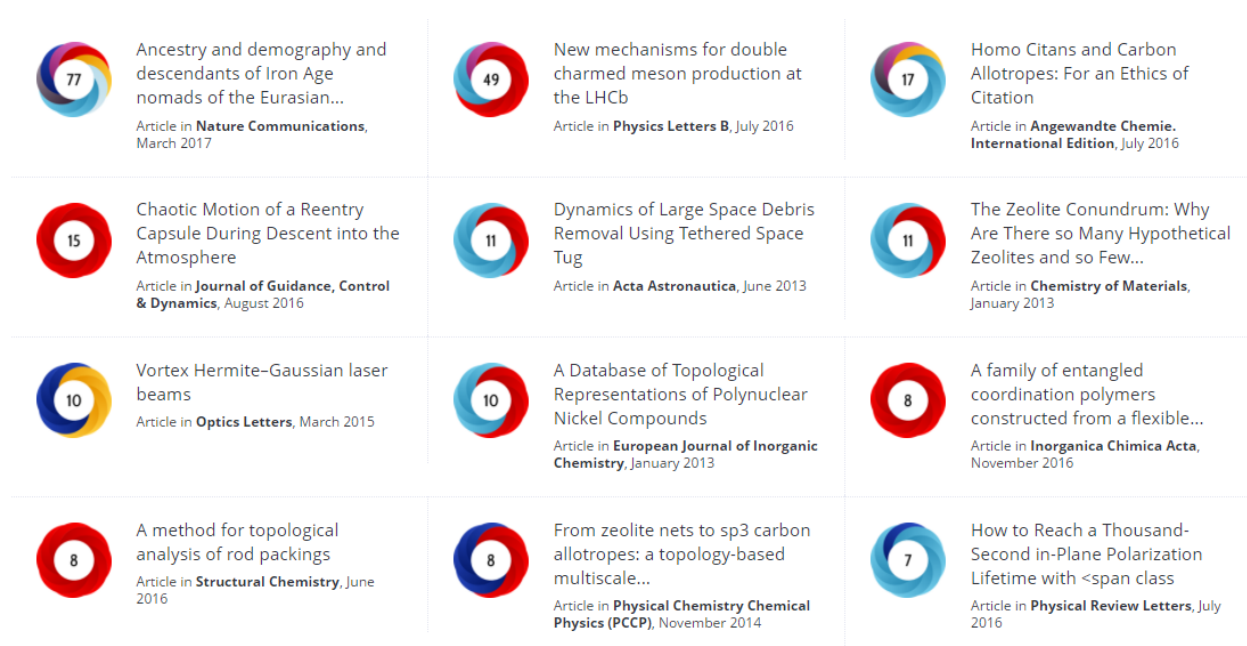 77
Ancestry and demography and
descendants of Iron Age
nomads of the Eurasian...
Article in Nature Communications,
March 2017
49
New mechanisms for double
charmed meson production at
the LHCb
Article in Physics Letters B, July 2016
17
Homo Citans and Carbon
Allotropes: For an Ethics of
Citation
Article in Angewandte Chemie.
International Edition, July 2016
15
Chaotic Motion of a Reentry
Capsule During Descent into the
Atmosphere
Article in Journal of Guidance, Control
& Dynamics, August 2016
11
Dynamics of Large Space Debris
Removal Using Tethered Space
Tug
Article in Acta Astronautica, June 2013
11
The Zeolite Conundrum: Why
Are There so Many Hypothetical
Zeolites and so Few...
Article in Chemistry of Materials,
January 2013
10
Vortex Hermite–Gaussian laser
beams
Article in Optics Letters, March 2015
10
A Database of Topological
Representations of Polynuclear
Nickel Compounds
Article in European Journal of Inorganic
Chemistry, January 2013
8
A family of entangled
coordination polymers
constructed from a flexible...
Article in Inorganica Chimica Acta,
November 2016
8
A method for topological
analysis of rod packings
Article in Structural Chemistry, June
2016
8
From zeolite nets to sp3 carbon
allotropes: a topology-based
multiscale...
Article in Physical Chemistry Chemical
Physics (PCCP), November 2014
7
How to Reach a Thousand-
Second in-Plane Polarization
Lifetime with <span class
Article in Physical Review Letters, July
2016